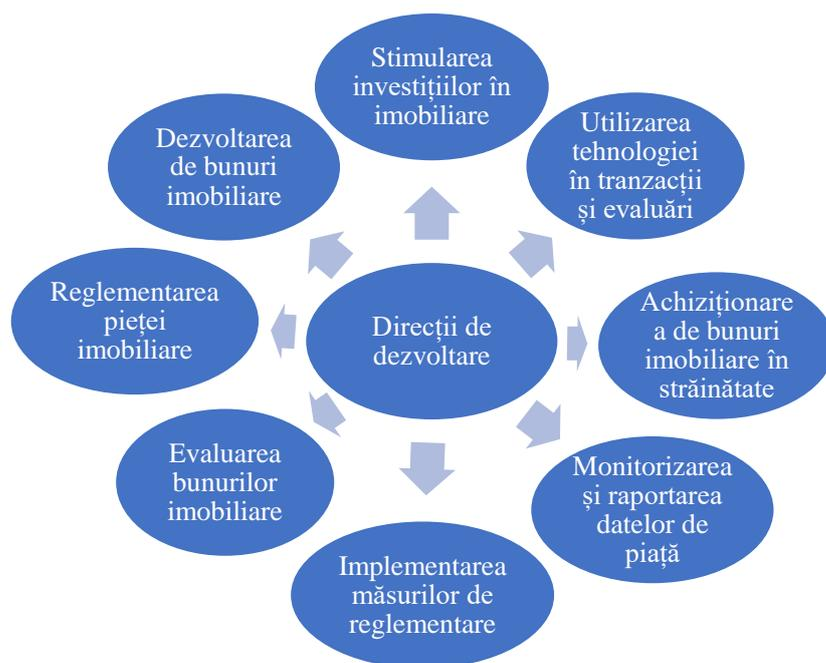 Stimularea
investițiilor în
imobiliare
Utilizarea
tehnologiei
în tranzacții
și evaluări
Achiziționare
a de bunuri
imobiliare în
străinătate
Monitorizarea
și raportarea
datelor de
piață
Implementarea
măsurilor de
reglementare
Evaluarea
bunurilor
imobiliare
Reglementarea
pieței
imobiliare
Dezvoltarea
de bunuri
imobiliare
Direcții de
dezvoltare